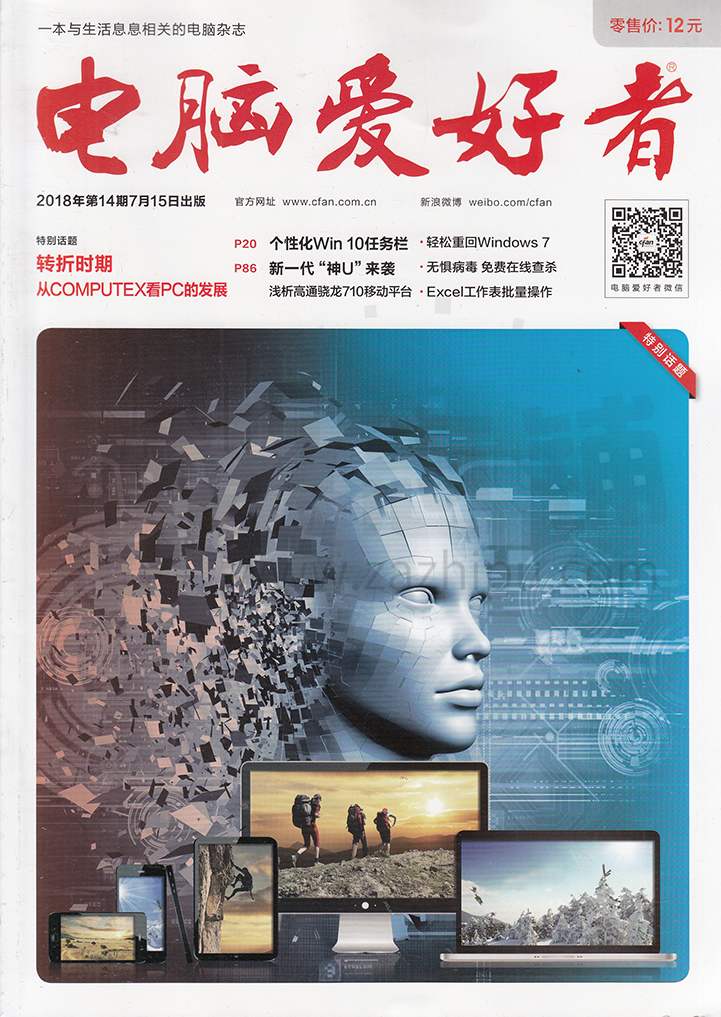 一本与生活息息相关的电脑杂志
零售价:12元
电脑爱好者®
2018年第14期7月15日出版
官方网址 www.cfan.com.cn
新浪微博 weibo.com/cfan
特别话题
转折时期
从COMPUTEX看PC的发展
P20 个性化Win 10任务栏
P86 新一代“神U”来袭
浅析高通骁龙710移动平台
·轻松重回Windows 7
·无惧病毒 免费在线查杀
·Excel工作表批量操作
cfan
电脑爱好者微信
特别话题
www.zazhipu.com